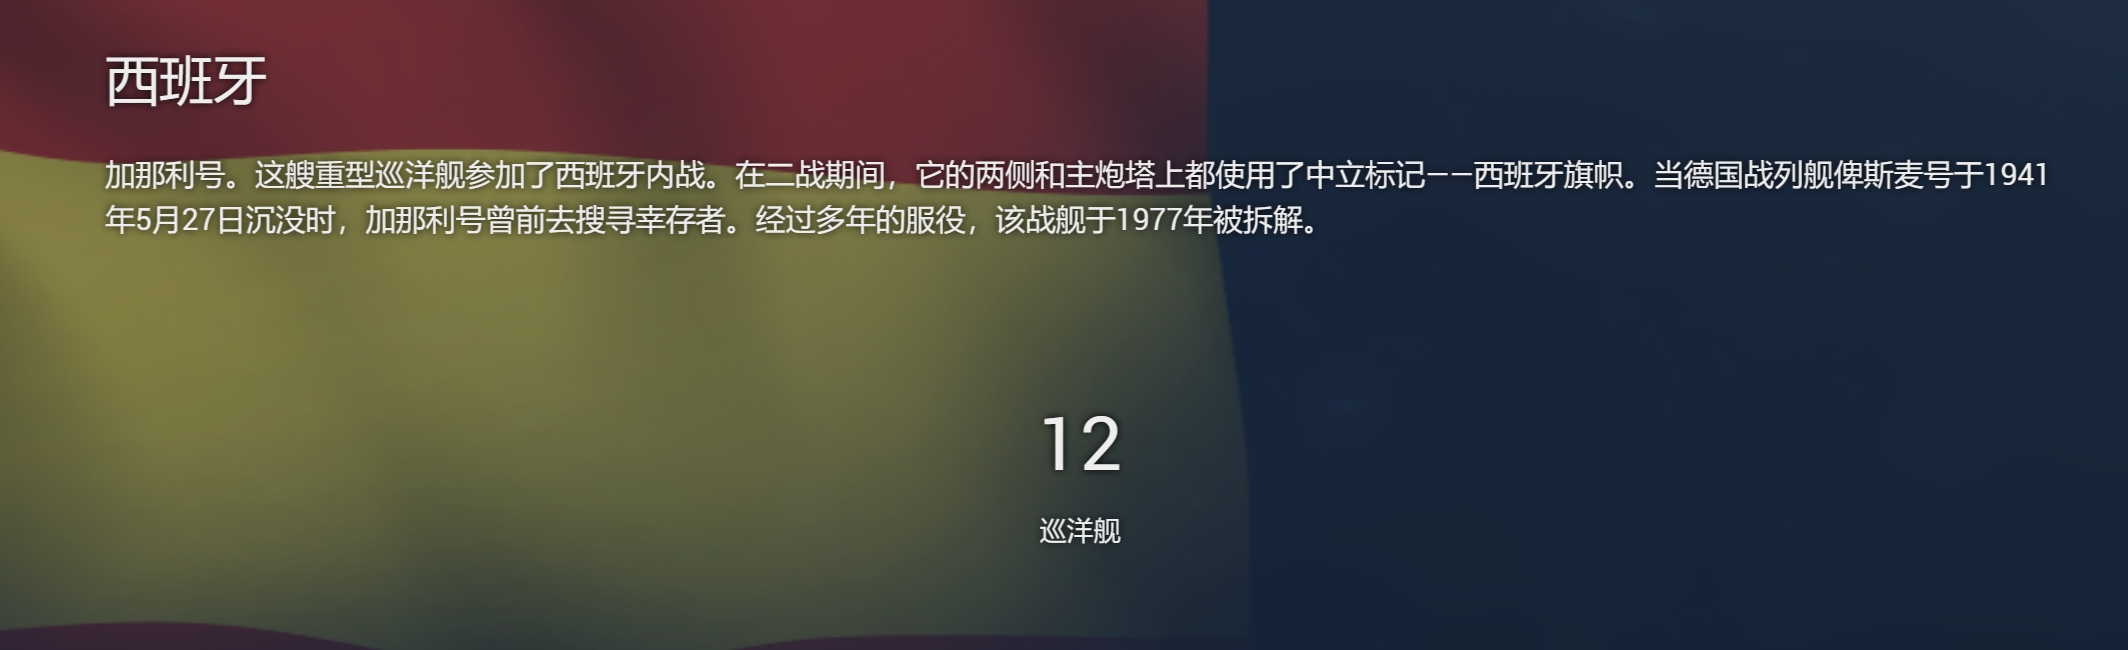 西班牙
加那利号。这艘重型巡洋舰参加了西班牙内战。在二战期间，它的两侧和主炮塔上都使用了中立标记——西班牙旗帜。当德国战列舰俾斯麦号于1941
年5月27日沉没时，加那利号曾前去搜寻幸存者。经过多年的服役，该战舰于1977年被拆解。
12
巡洋舰